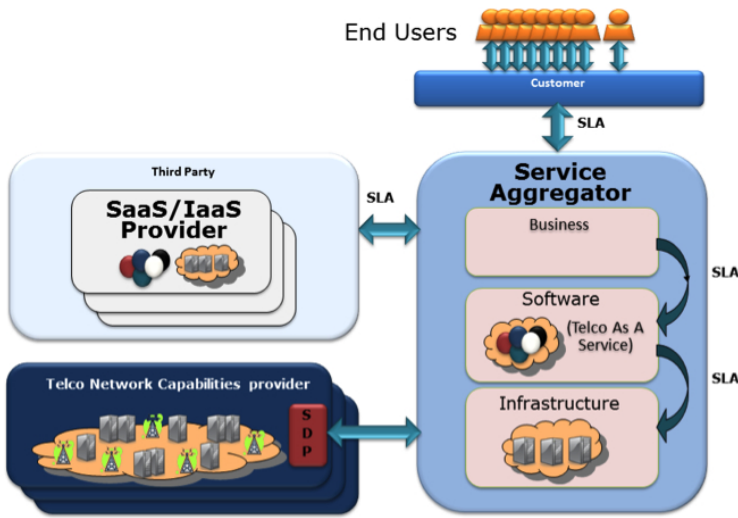 End Users
Customer
SLA
Third Party
SaaS/IaaS
Provider
SLA
Service
Aggregator
Business
SLA
Software
(Telco As A
Service)
SLA
Infrastructure
Telco Network Capabilities provider
S
D
P